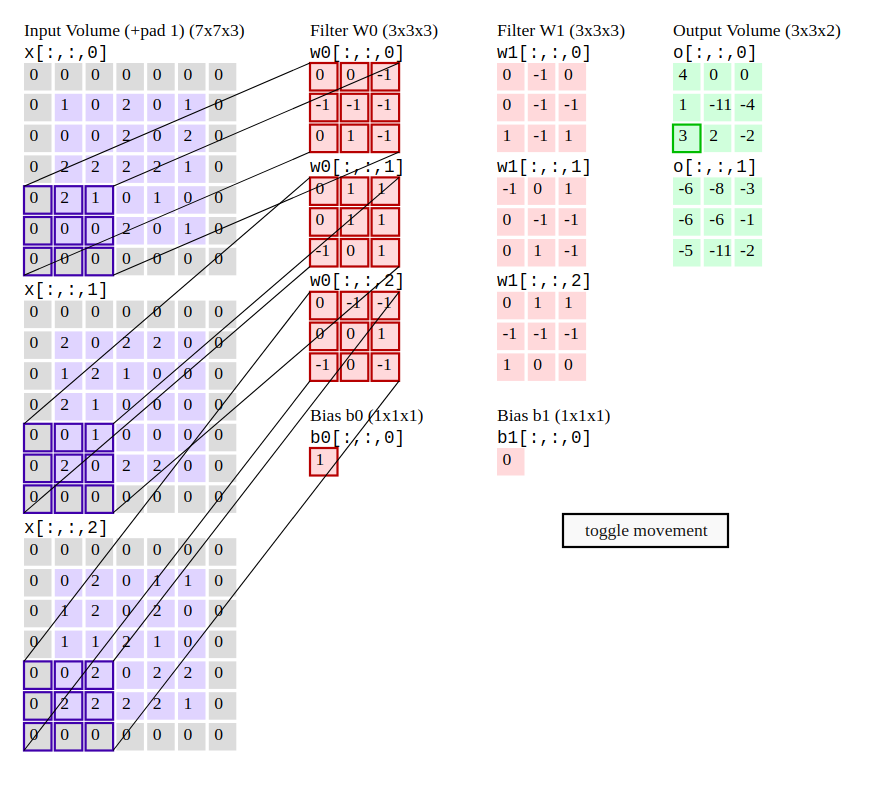 Input Volume (+pad 1) (7x7x3)
x[:,:,0]
0 0 0 0 0 0 0
0 1 0 2 0 1 0
0 0 0 2 0 2 0
0 2 2 2 2 1 0
0 2 1 0 1 0 0
0 0 0 2 0 1 0
0 0 0 0 0 0 0
x[:,:,1]
0 0 0 0 0 0 0
0 2 0 2 2 0 0
0 1 2 1 0 0 0
0 2 1 0 0 0 0
0 0 1 0 0 0 0
0 2 0 2 2 0 0
0 0 0 0 0 0 0
x[:,:,2]
0 0 0 0 0 0 0
0 0 2 0 1 1 0
0 1 2 0 2 0 0
0 1 1 2 1 0 0
0 0 2 0 2 2 0
0 2 2 2 2 1 0
0 0 0 0 0 0 0
Filter W0 (3x3x3)
w0[:,:,0]
0 0 -1
-1 -1 -1
0 1 -1
w0[:,:,1]
0 1 1
0 1 1
-1 0 1
w0[:,:,2]
0 -1 -1
0 0 1
-1 0 -1
Bias b0 (1x1x1)
b0[:,:,0]
1
Filter W1 (3x3x3)
w1[:,:,0]
0 -1 0
0 -1 -1
1 -1 1
w1[:,:,1]
-1 0 1
0 -1 -1
0 1 -1
w1[:,:,2]
0 1 1
-1 -1 -1
1 0 0
Bias b1 (1x1x1)
b1[:,:,0]
0
Output Volume (3x3x2)
o[:,:,0]
4 0 0
1 -11 -4
3 2 -2
o[:,:,1]
-6 -8 -3
-6 -6 -1
-5 -11 -2
toggle movement